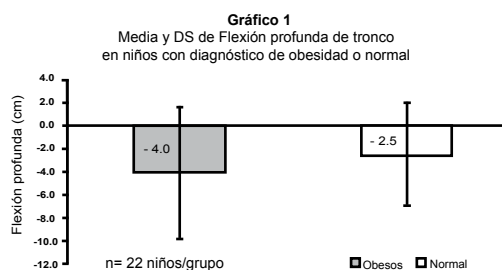 Gráfico 1
Media y DS de Flexión profunda de tronco
en niños con diagnóstico de obesidad o normal
Flexión profunda (cm)
4.0
2.0
0.0
-2.0
-4.0
-6.0
-8.0
-10.0
-12.0
- 4.0
- 2.5
n= 22 niños/grupo
Obesos
Normal